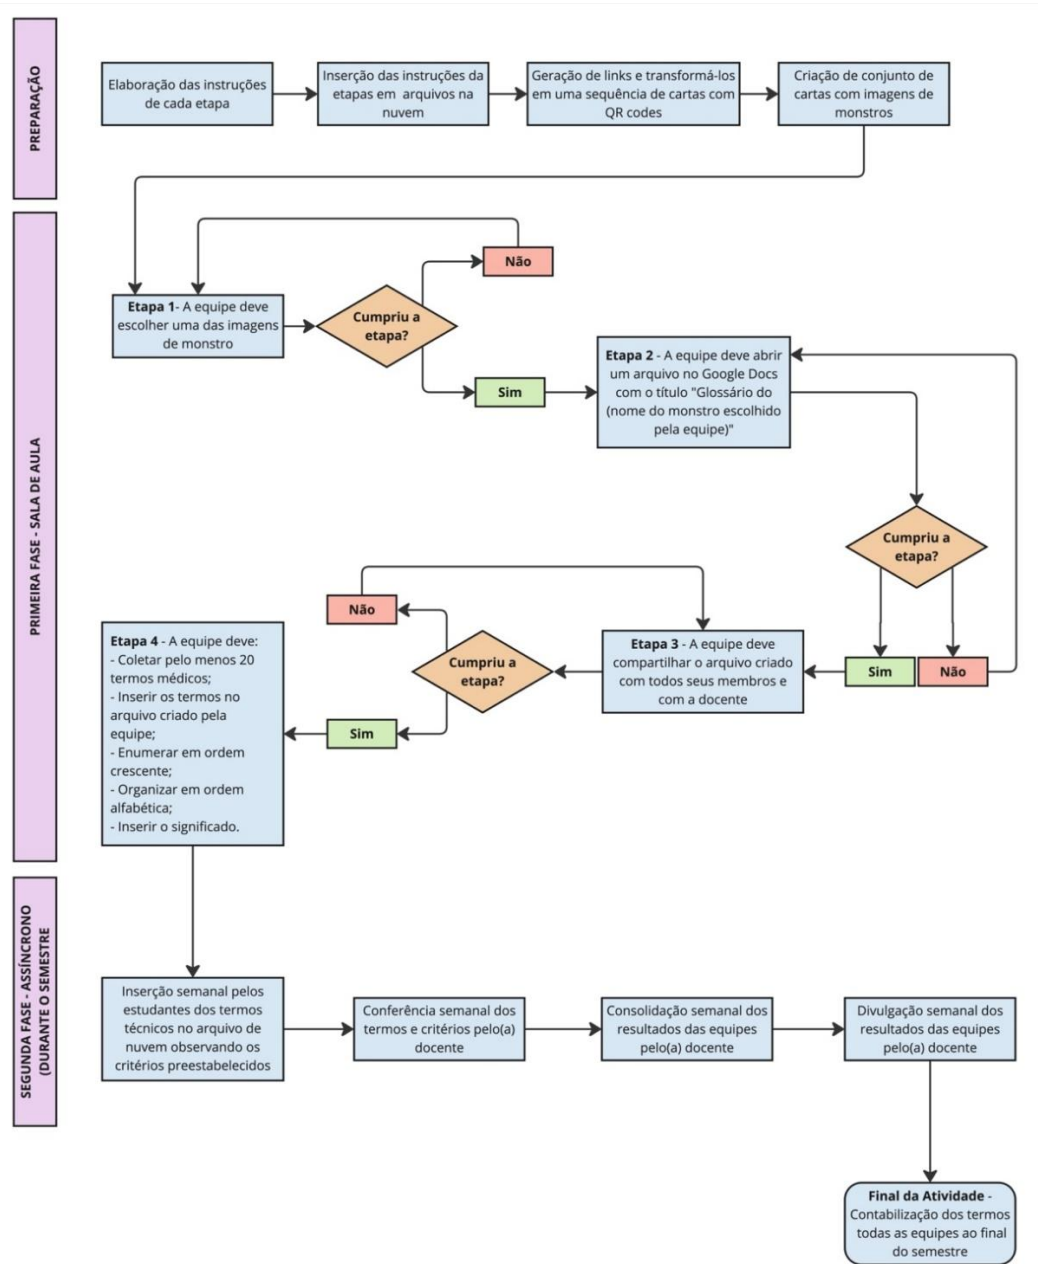 PREPARAÇÃO
Elaboração das instruções
de cada etapa
Inserção das instruções da
etapas em arquivos na
nuvem
Geração de links e transformá-los
em uma sequência de cartas com
QR codes
Criação de conjunto de
cartas com imagens de
monstros
PRIMEIRA FASE - SALA DE AULA
Etapa 1- A equipe deve
escolher uma das imagens
de monstro
Cumpriu a
etapa?
Não
Sim
Etapa 2 - A equipe deve abrir
um arquivo no Google Docs
com o título "Glossário do
(nome do monstro escolhido
pela equipe)"
Cumpriu a
etapa?
Sim
Não
Etapa 3 - A equipe deve
compartilhar o arquivo criado
com todos seus membros e
com a docente
Cumpriu a
etapa?
Não
Sim
Etapa 4 - A equipe deve:
- Coletar pelo menos 20
termos médicos;
- Inserir os termos no
arquivo criado pela
equipe;
- Enumerar em ordem
crescente;
- Organizar em ordem
alfabética;
- Inserir o significado.
SEGUNDA FASE - ASSÍNCRONO
(DURANTE O SEMESTRE
Inserção semanal pelos
estudantes dos termos
técnicos no arquivo de
nuvem observando os
critérios preestabelecidos
Conferência semanal dos
termos e critérios pelo(a)
docente
Consolidação semanal dos
resultados das equipes
pelo(a) docente
Divulgação semanal dos
resultados das equipes
pelo(a) docente
Final da Atividade -
Contabilização dos termos
todas as equipes ao final
do semestre